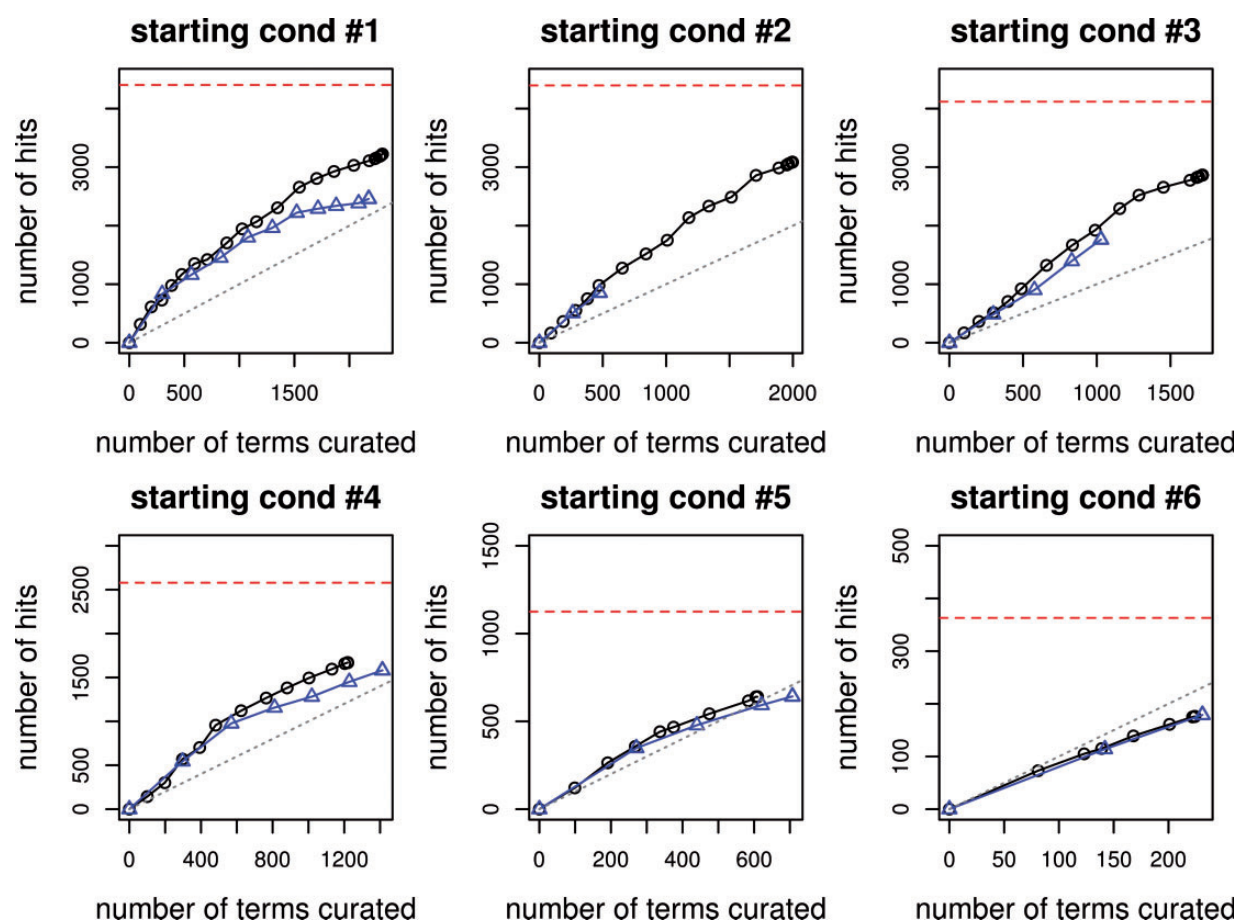 starting cond #1
number of hits
0 1000 3000
0 500 1500
number of terms curated
starting cond #2
number of hits
0 1000 3000
0 500 1000 2000
number of terms curated
starting cond #3
number of hits
0 1000 3000
0 500 1000 1500
number of terms curated
starting cond #4
number of hits
0 500 1500 2500
0 400 800 1200
number of terms curated
starting cond #5
number of hits
0 500 1000 1500
0 200 400 600
number of terms curated
starting cond #6
number of hits
0 100 300 500
0 50 100 150 200
number of terms curated